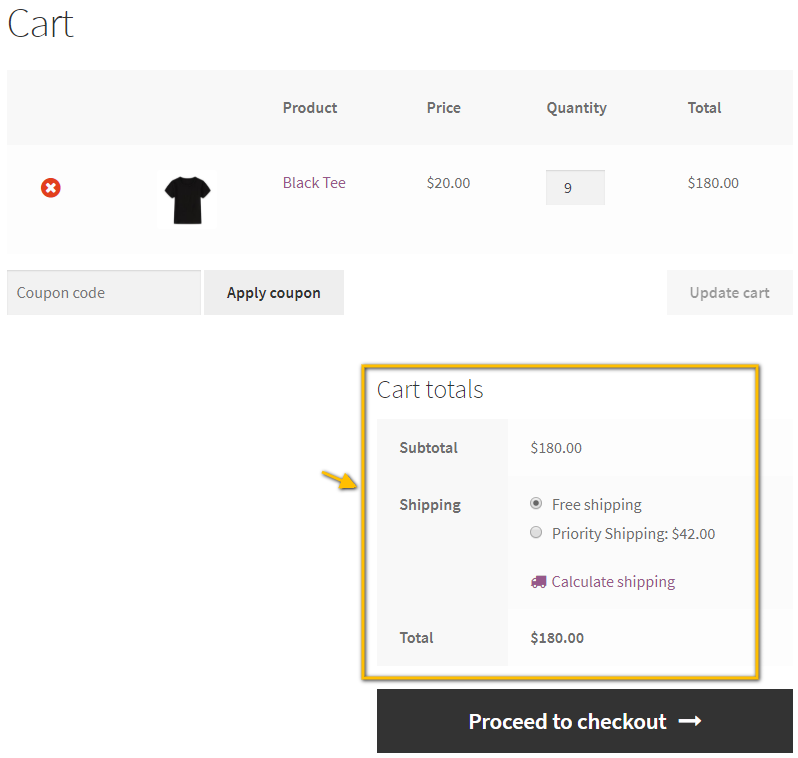 Cart
Product Price Quantity Total
Black Tee $20.00 9 $180.00
Coupon code Apply coupon Update cart
Cart totals
Subtotal $180.00
Shipping Free shipping
Priority Shipping: $42.00
Calculate shipping
Total $180.00
Proceed to checkout